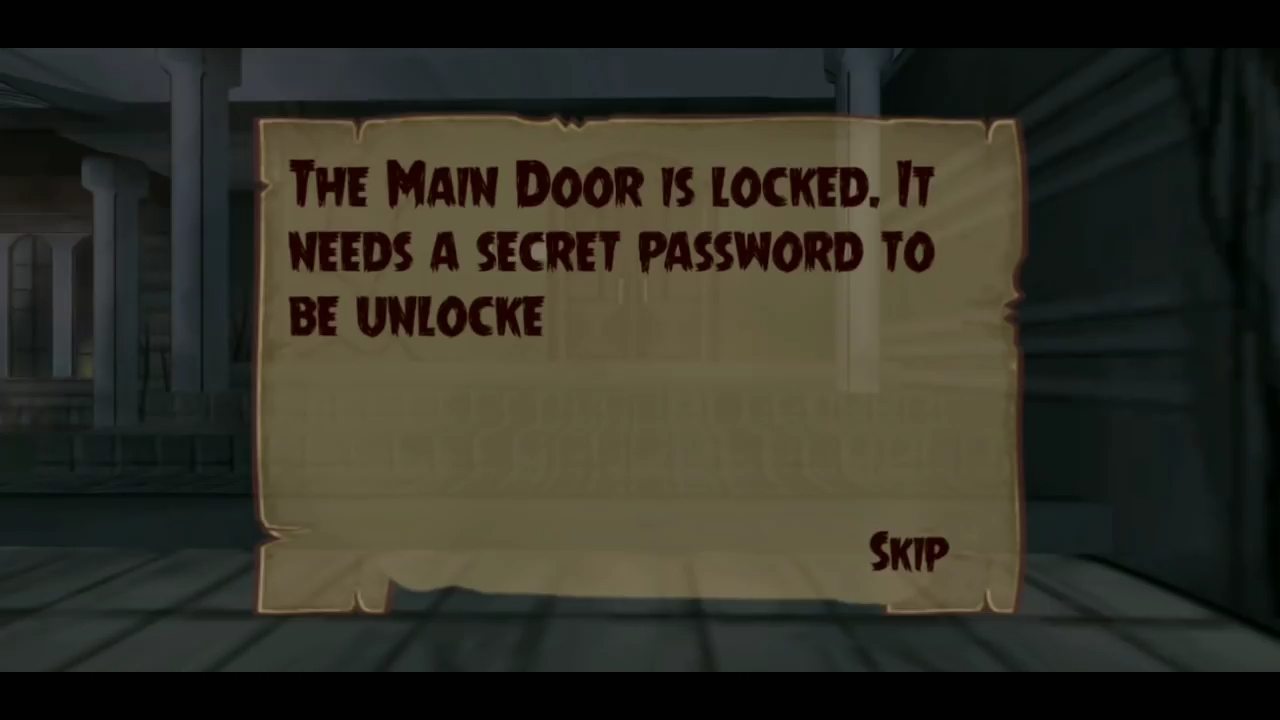 The Main Door is locked. It
needs a secret password to
be unlocke
Skip